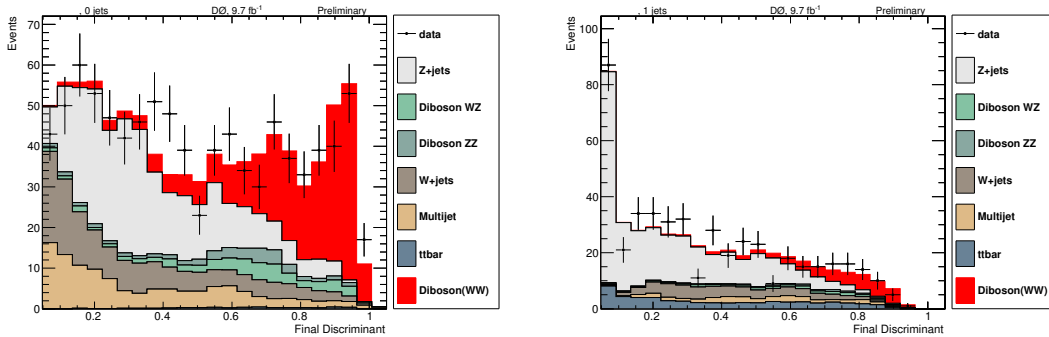 , 0 jets DØ, 9.7 fb⁻¹ Preliminary
Events
70
60
50
40
30
20
10
0
0.2 0.4 0.6 0.8 1
Final Discriminant
data
Z+jets
Diboson WZ
Diboson ZZ
W+jets
Multijet
ttbar
Diboson(WW)
, 1 jets DØ, 9.7 fb⁻¹ Preliminary
Events
100
80
60
40
20
0
0.2 0.4 0.6 0.8 1
Final Discriminant
data
Z+jets
Diboson WZ
Diboson ZZ
W+jets
Multijet
ttbar
Diboson(WW)